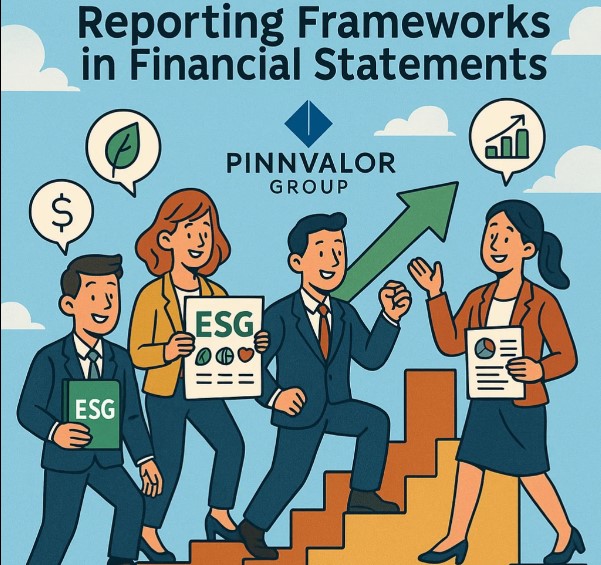 Reporting Frameworks
in Financial Statements
PINNVALOR
GROUP
$
ESG
ESG